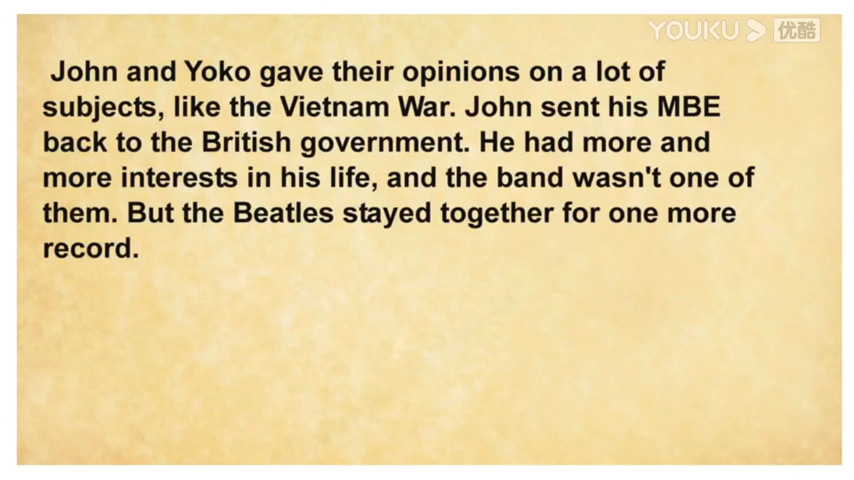 YOUKU 优酷
John and Yoko gave their opinions on a lot of
subjects, like the Vietnam War. John sent his MBE
back to the British government. He had more and
more interests in his life, and the band wasn't one of
them. But the Beatles stayed together for one more
record.